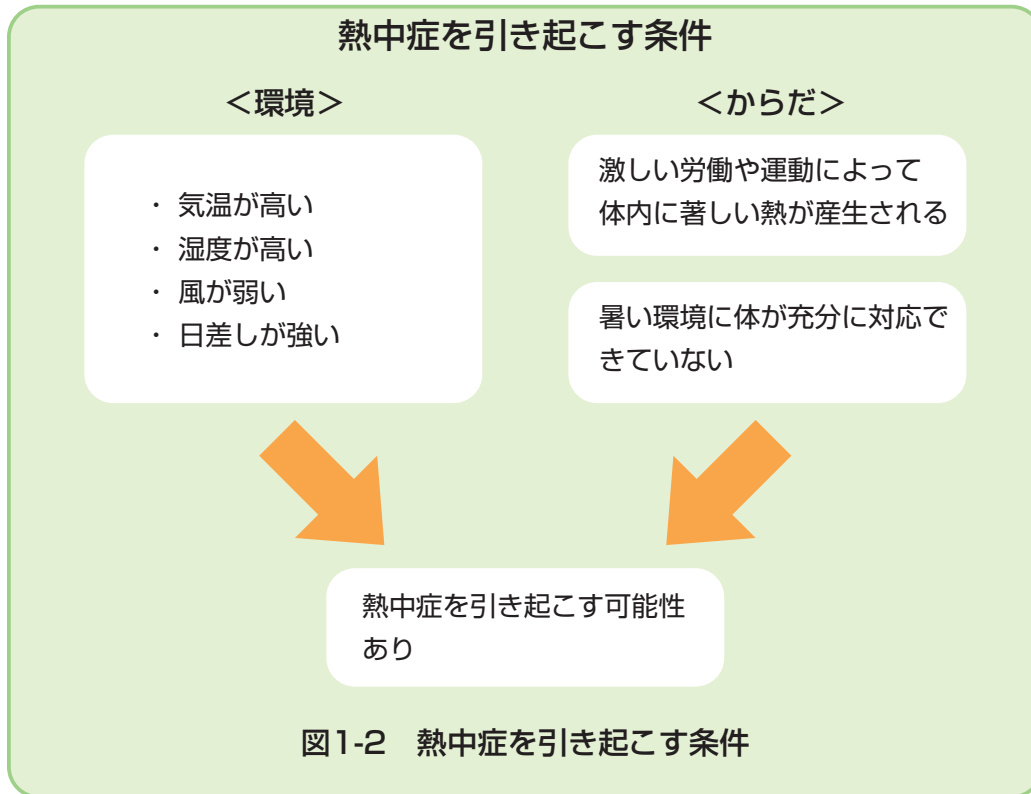 熱中症を引き起こす条件
＜環境＞
・ 気温が高い
・ 湿度が高い
・ 風が弱い
・ 日差しが強い
＜からだ＞
激しい労働や運動によって
体内に著しい熱が産生される
暑い環境に体が充分に対応で
きていない
熱中症を引き起こす可能性
あり
図1-2　熱中症を引き起こす条件